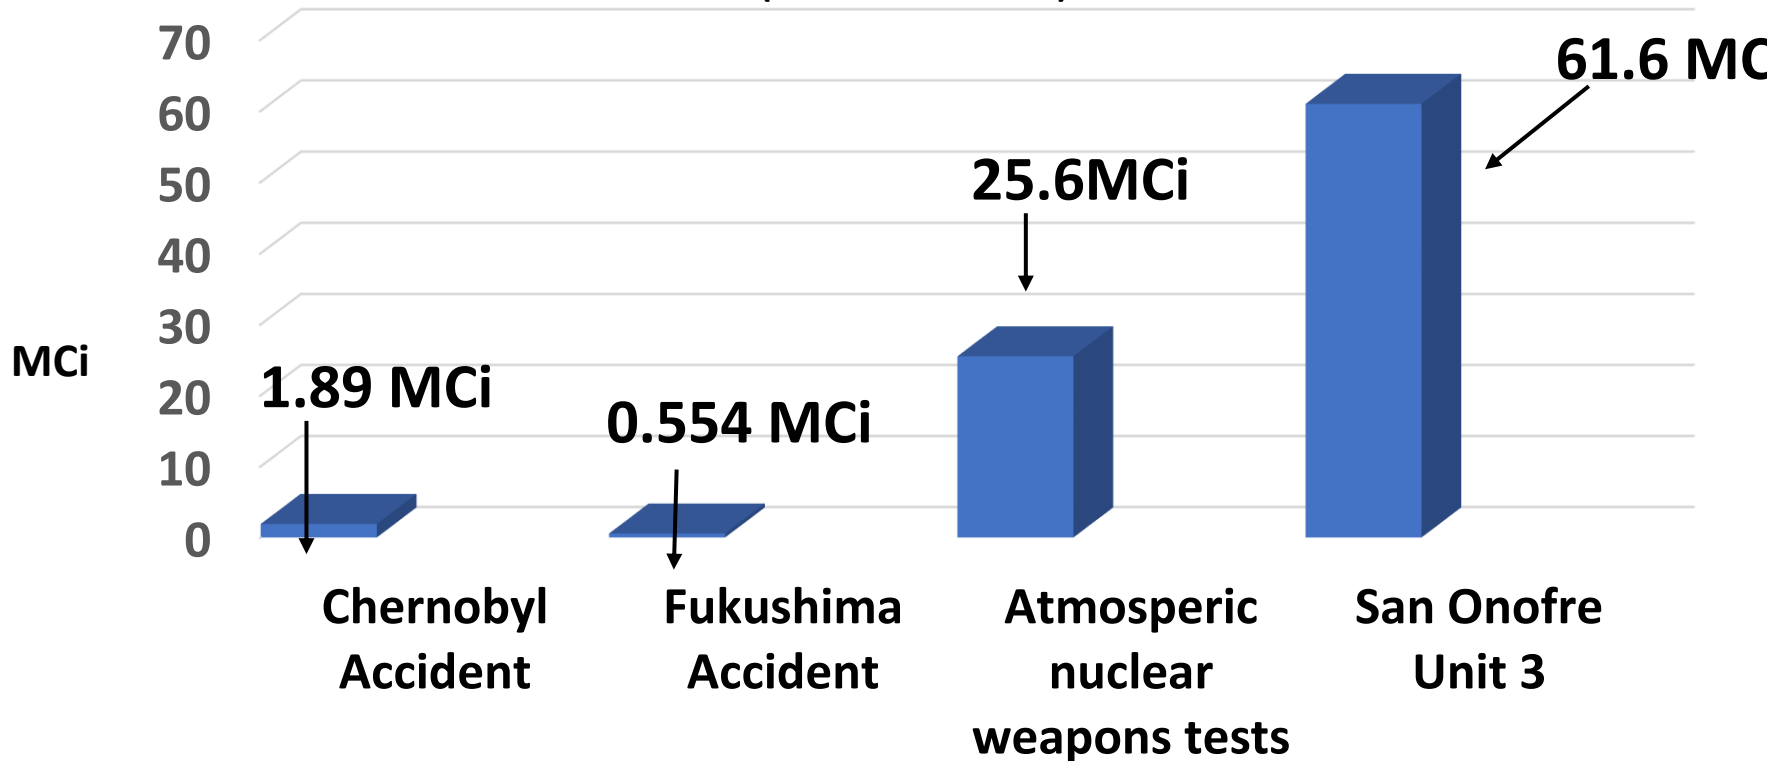 70
60
50
40
30
20
10
0
MCi
1.89 MCi
0.554 MCi
25.6MCi
61.6 MC
Chernobyl
Accident
Fukushima
Accident
Atmosperic
nuclear
weapons tests
San Onofre
Unit 3